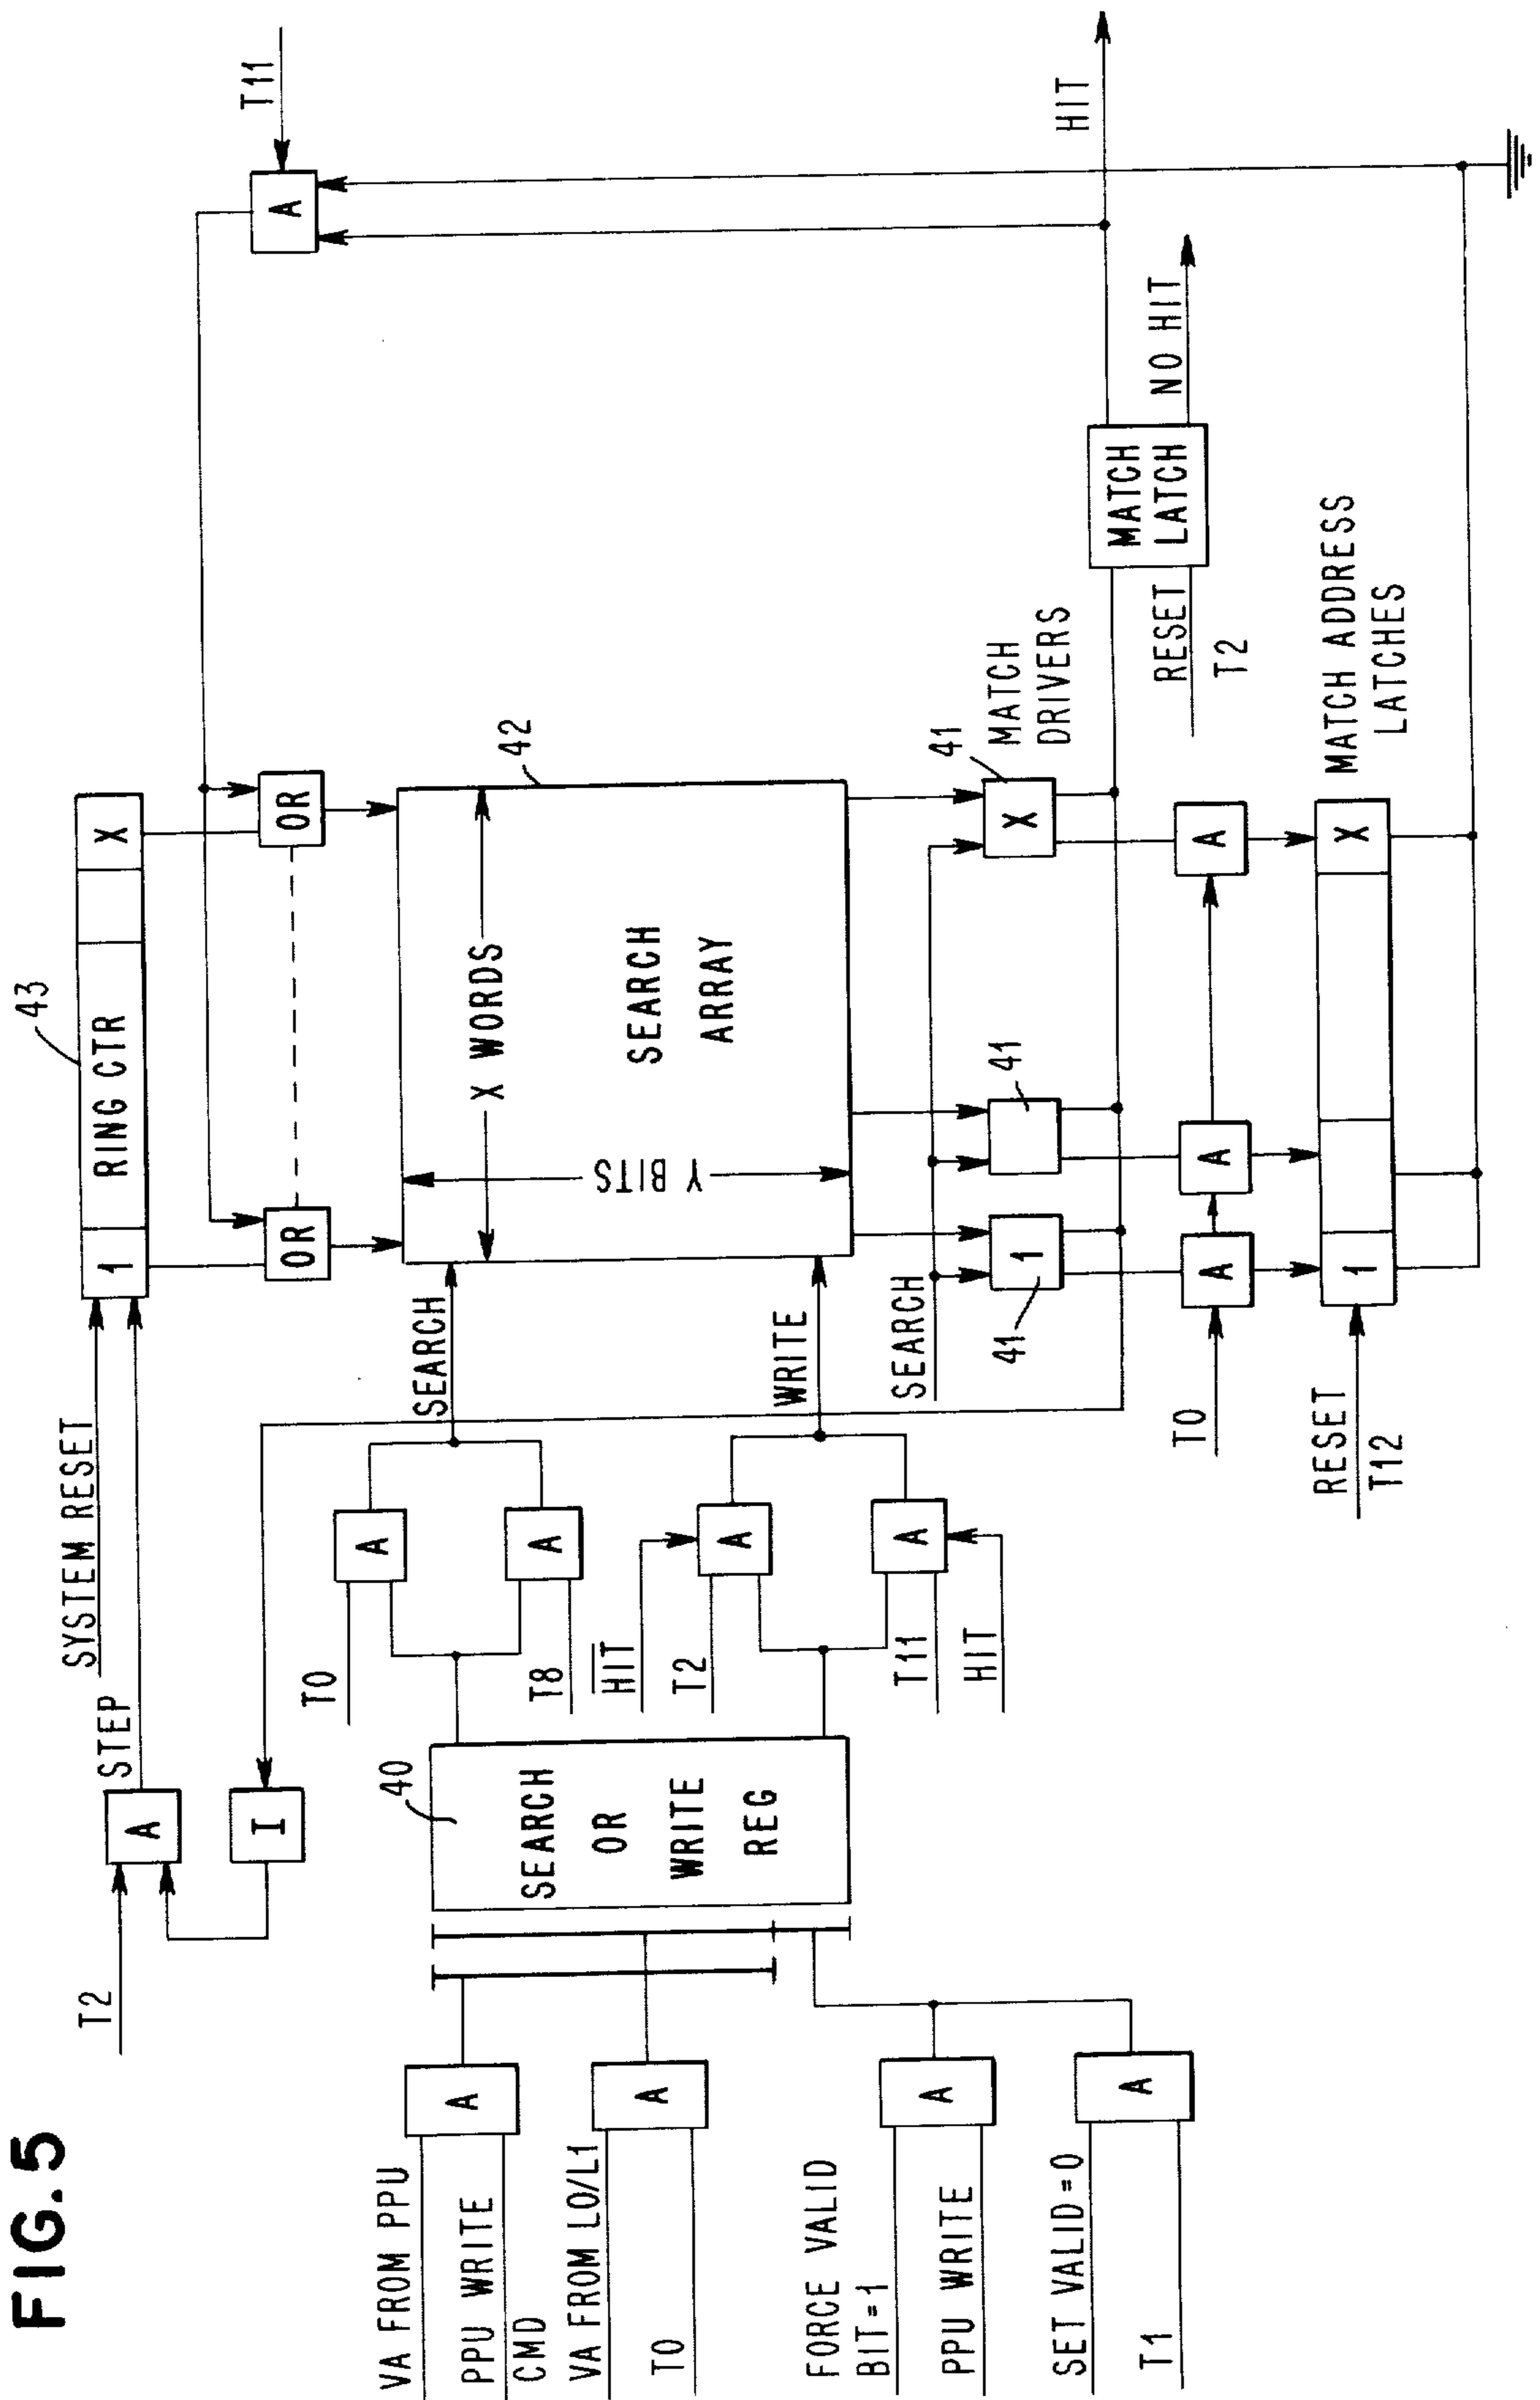 FIG. 5
T2
A
STEP
I
SYSTEM RESET
1
RING CTR
X
43
OR
OR
A
T11
VA FROM PPU
PPU WRITE
CMD
A
VA FROM L0/L1
T0
A
FORCE VALID
BIT=1
PPU WRITE
A
SET VALID=0
T1
A
40
SEARCH
OR
WRITE
REG
T0
A
T8
A
SEARCH
HIT
T2
A
T11
HIT
A
WRITE
X WORDS
Y BITS
SEARCH
ARRAY
42
SEARCH
1
41
41
X
41
MATCH
DRIVERS
T0
A
A
A
RESET
T12
1
X
MATCH ADDRESS
LATCHES
RESET
T2
MATCH
LATCH
NO HIT
HIT